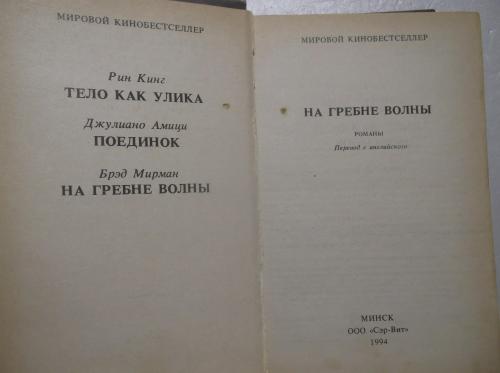 МИРОВОЙ КИНОБЕСТСЕЛЛЕР
Рин Кинг
ТЕЛО КАК УЛИКА
Джулиано Амици
ПОЕДИНОК
Брэд Мирман
НА ГРЕБНЕ ВОЛНЫ
МИРОВОЙ КИНОБЕСТСЕЛЛЕР
НА ГРЕБНЕ ВОЛНЫ
РОМАНЫ
Перевод с английского
МИНСК
ООО «Сэр-Вит»
1994